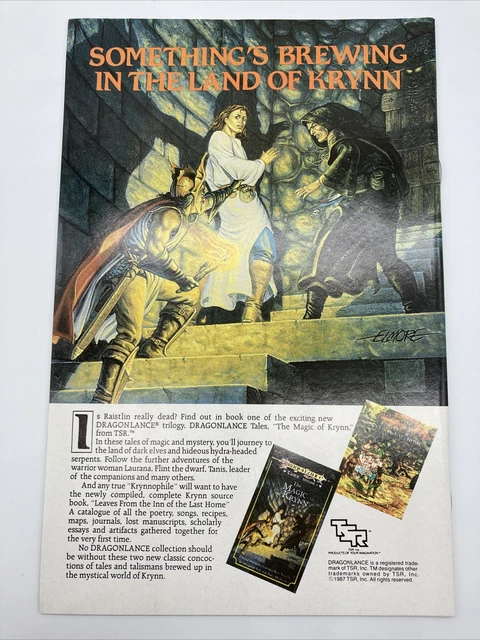 SOMETHING'S BREWING
IN THE LAND OF KRYNN
ELMORE
Is Raistlin really dead? Find out in book one of the exciting new
DRAGONLANCE® trilogy, DRAGONLANCE Tales, "The Magic of Krynn,"
from TSR.™
In these tales of magic and mystery, you'll journey to
the land of dark elves and hideous hydra-headed
serpents. Follow the further adventures of the
warrior woman Laurana, Flint the dwarf, Tanis, leader
of the companions and many others.
And any true "Krynnophile" will want to have
the newly compiled, complete Krynn source
book, "Leaves From the Inn of the Last Home"
A catalogue of all the poetry, songs, recipes,
maps, journals, lost manuscripts, scholarly
essays and artifacts gathered together for
the very first time.
No DRAGONLANCE collection should
be without these two new classic concoc-
tions of tales and talismans brewed up in
the mystical world of Krynn.
MAGIC
KRYNN
TSR
PRODUCTS OF YOUR IMAGINATION™
DRAGONLANCE is a registered trade-
mark of TSR, Inc. TM designates other
trademarks owned by TSR, Inc.
©1987 TSR, Inc. All rights reserved.